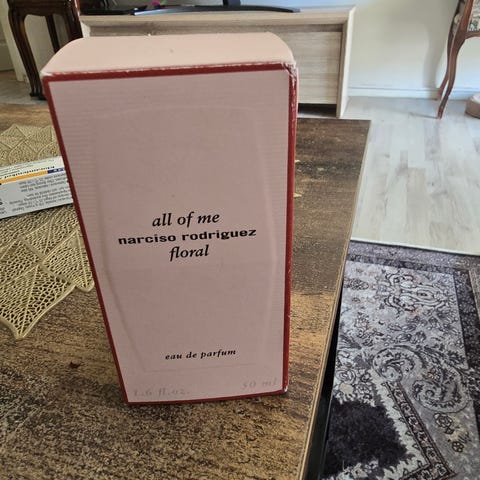 all of me
narciso rodriguez
floral
eau de parfum
1.6 fl.oz. 50 ml